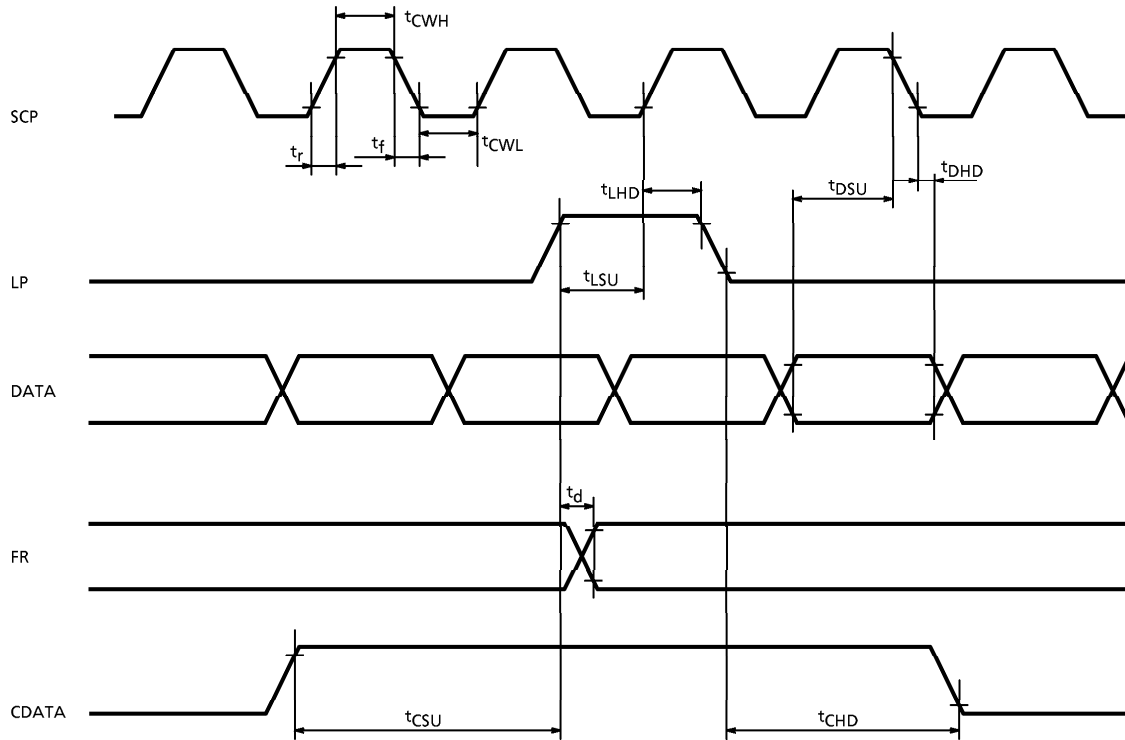 tCWH
SCP
tr
tf
tCWL
tLHD
tDSU
tDHD
LP
tLSU
DATA
td
FR
CDATA
tCSU
tCHD